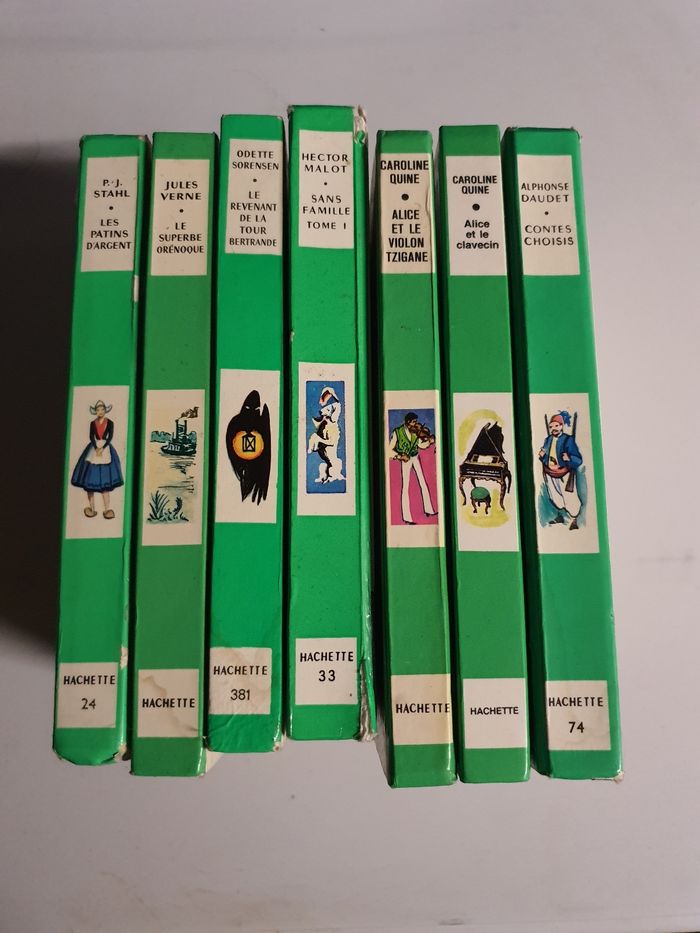 P.-J.
STAHL
•
LES
PATINS
D'ARGENT
HACHETTE
24
JULES
VERNE
•
LE
SUPERBE
ORÉNOQUE
HACHETTE
ODETTE
SORENSEN
•
LE
REVENANT
DE LA
TOUR
BERTRANDE
HACHETTE
381
HECTOR
MALOT
•
SANS
FAMILLE
TOME I
HACHETTE
33
CAROLINE
QUINE
•
ALICE
ET LE
VIOLON
TZIGANE
HACHETTE
CAROLINE
QUINE
•
Alice
et le
clavecin
HACHETTE
ALPHONSE
DAUDET
•
CONTES
CHOISIS
HACHETTE
74